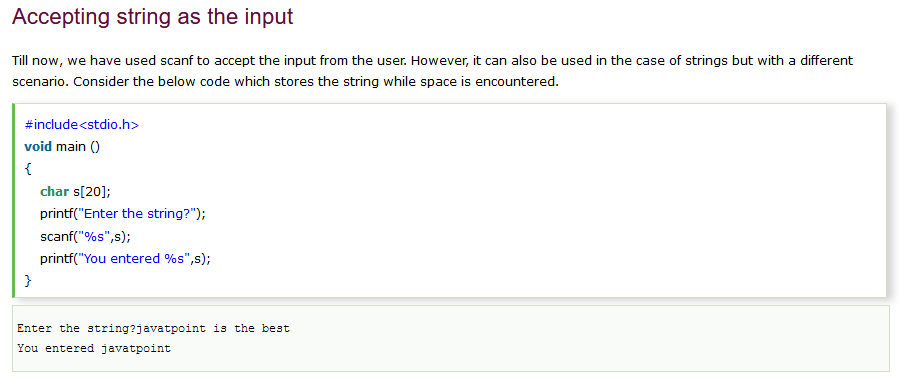 Accepting string as the input
Till now, we have used scanf to accept the input from the user. However, it can also be used in the case of strings but with a different
scenario. Consider the below code which stores the string while space is encountered.
#include<stdio.h>
void main ()
{
char s[20];
printf("Enter the string?");
scanf("%s",s);
printf("You entered %s",s);
}
Enter the string?javatpoint is the best
You entered javatpoint